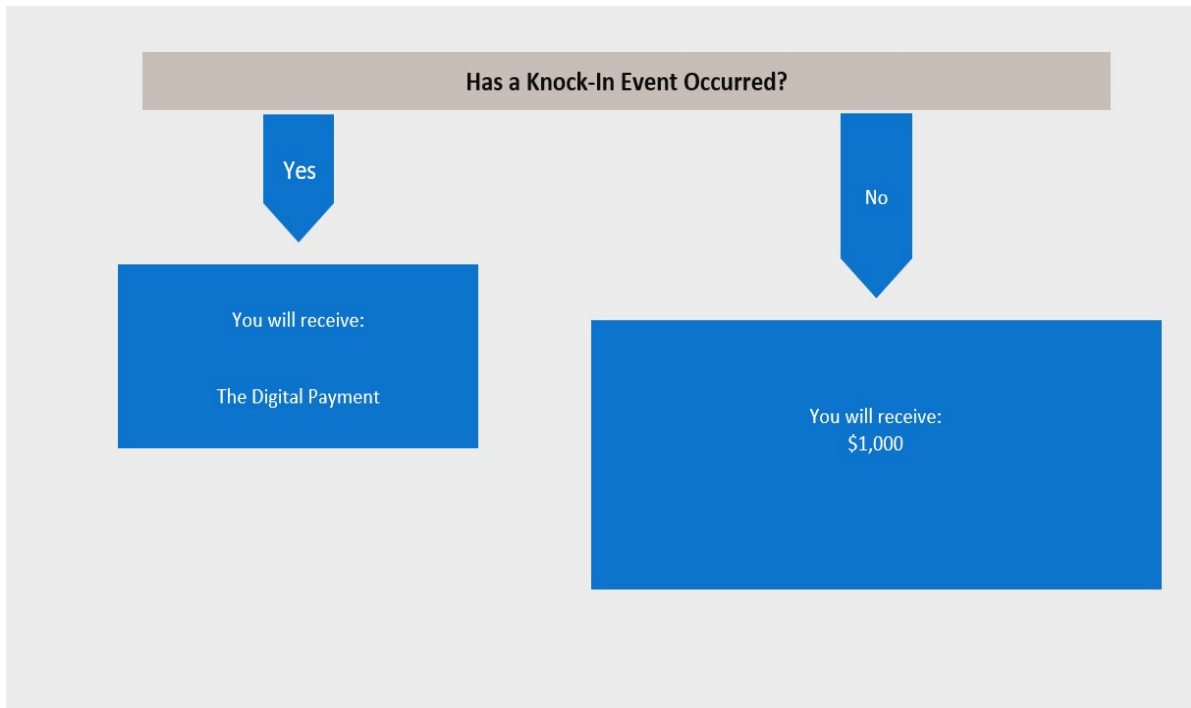 Has a Knock-In Event Occurred?
Yes
No
You will receive:
The Digital Payment
You will receive:
$1,000